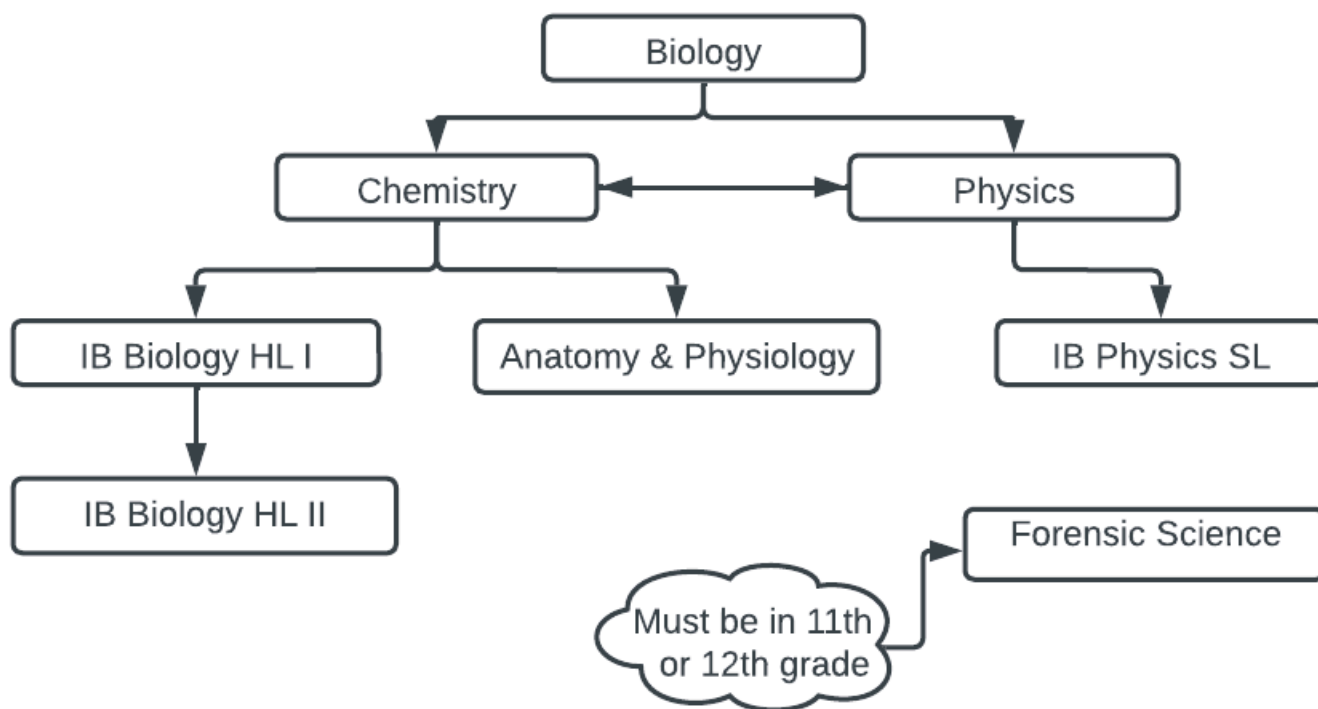 Biology
Chemistry
Physics
IB Biology HL I
Anatomy & Physiology
IB Physics SL
IB Biology HL II
Forensic Science
Must be in 11th
or 12th grade